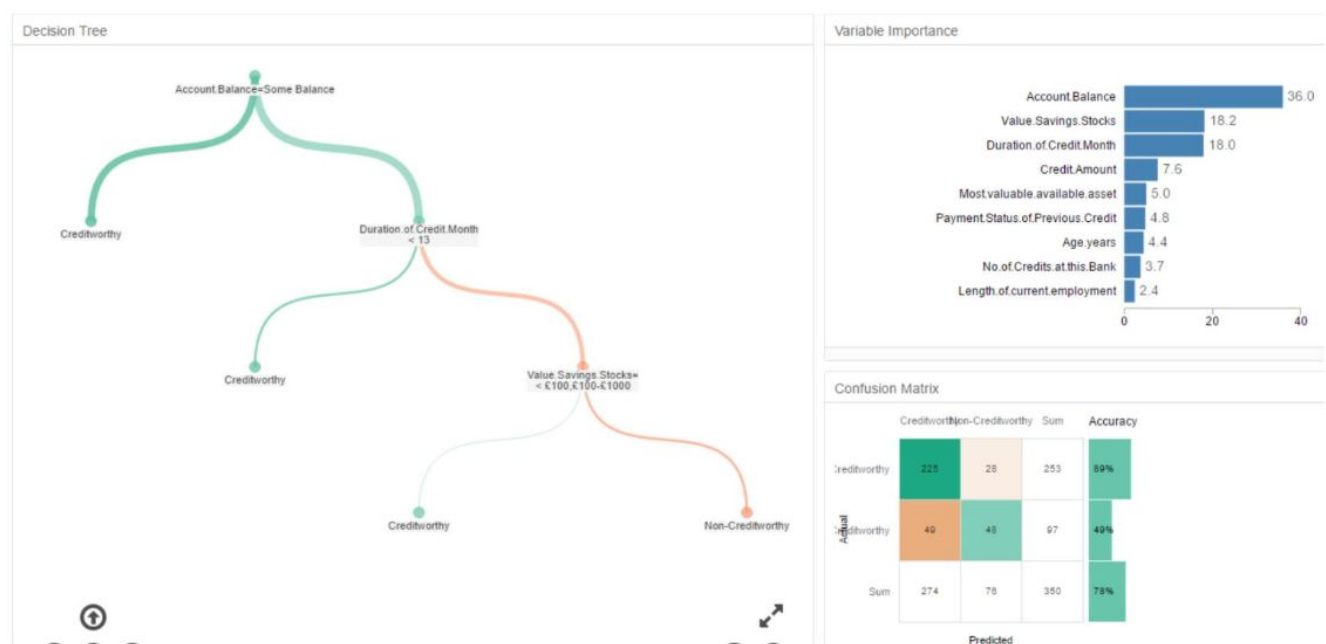 Decision Tree
Account.Balance=Some Balance
Creditworthy
Duration.of.Credit.Month
< 13
Creditworthy
Value.Savings.Stocks=
< £100,£100-£1000
Creditworthy
Non-Creditworthy
Variable Importance
Account.Balance 36.0
Value.Savings.Stocks 18.2
Duration.of.Credit.Month 18.0
Credit.Amount 7.6
Most.valuable.available.asset 5.0
Payment.Status.of.Previous.Credit 4.8
Age.years 4.4
No.of.Credits.at.this.Bank 3.7
Length.of.current.employment 2.4
0 20 40
Confusion Matrix
Sum Accuracy
225 28 253 89%
Actual
49 48 97 49%
Sum 274 76 350 78%
Predicted